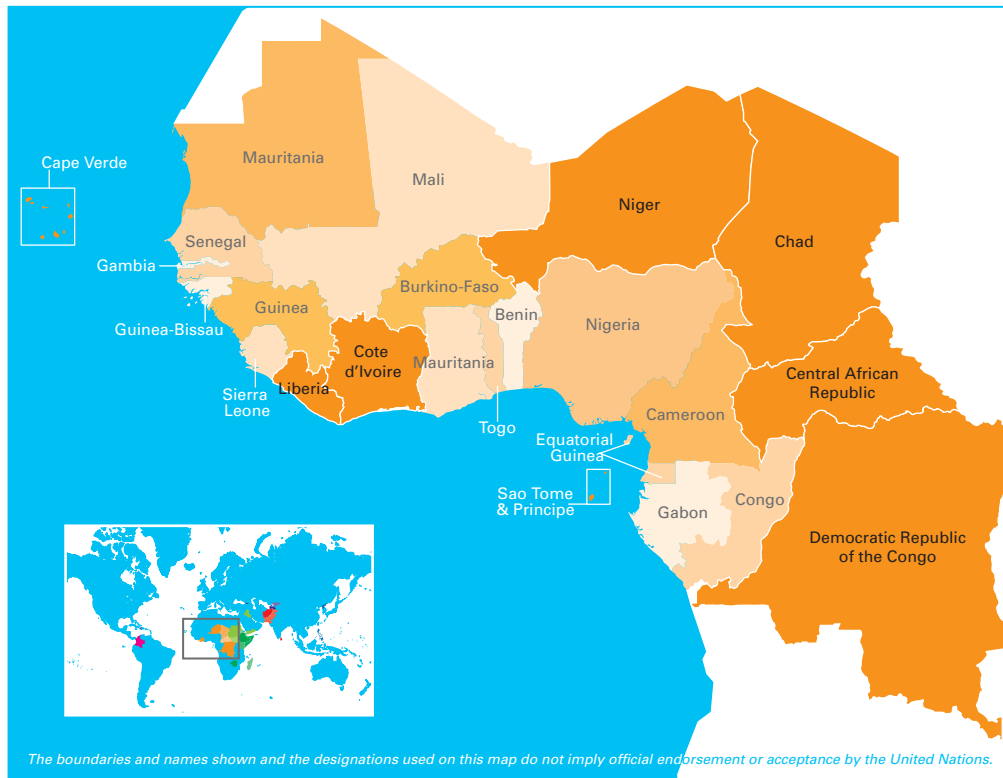 Mauritania
Cape Verde
Mali
Niger
Chad
Senegal
Gambia
Burkino-Faso
Guinea
Benin
Nigeria
Guinea-Bissau
Cote
d'Ivoire
Mauritania
Central African
Republic
Sierra
Leone
Liberia
Cameroon
Togo
Equatorial
Guinea
Sao Tome
& Principe
Congo
Gabon
Democratic Republic
of the Congo
The boundaries and names shown and the designations used on this map do not imply official endorsement or acceptance by the United Nations.